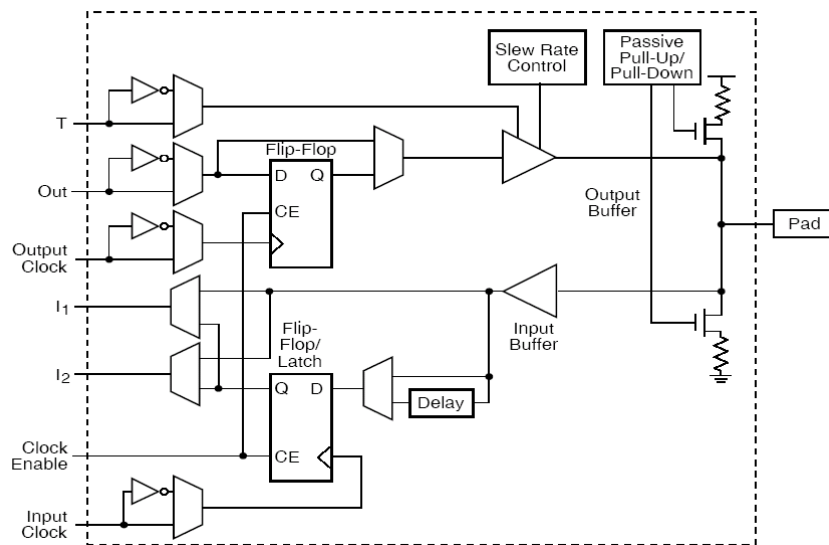 Slew Rate
Control
Passive
Pull-Up/
Pull-Down
T
Flip-Flop
D
Q
Out
CE
Output
Buffer
Pad
Output
Clock
I1
Flip-
Flop/
Latch
Input
Buffer
I2
Q
D
Delay
Clock
Enable
CE
Input
Clock